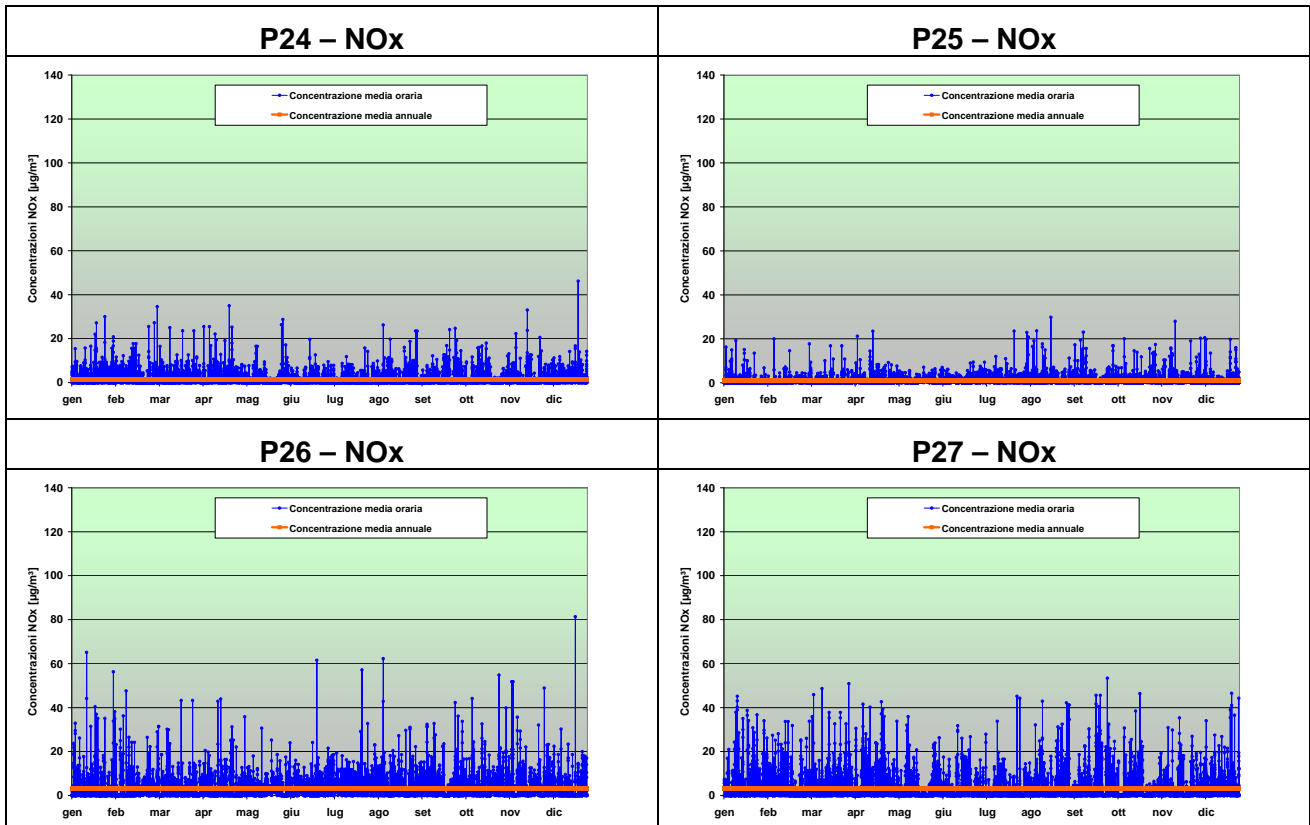 P24 – NOx
P25 – NOx
Concentrazioni NOx [µg/m³]
140
120
100
80
60
40
20
0
Concentrazione media oraria
Concentrazione media annuale
gen feb mar apr mag giu lug ago set ott nov dic
Concentrazioni NOx [µg/m³]
140
120
100
80
60
40
20
0
Concentrazione media oraria
Concentrazione media annuale
gen feb mar apr mag giu lug ago set ott nov dic
P26 – NOx
P27 – NOx
Concentrazioni NOx [µg/m³]
140
120
100
80
60
40
20
0
Concentrazione media oraria
Concentrazione media annuale
gen feb mar apr mag giu lug ago set ott nov dic
Concentrazioni NOx [µg/m³]
140
120
100
80
60
40
20
0
Concentrazione media oraria
Concentrazione media annuale
gen feb mar apr mag giu lug ago set ott nov dic